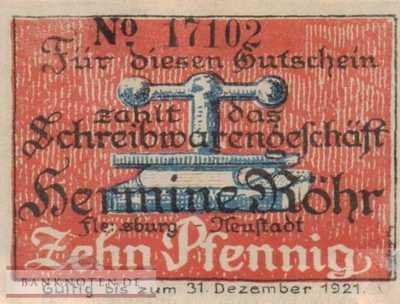 No 17102
Für diesen Gutschein
zahlt das
Schreibwarengeschäft
Hermine Röhr
Flensburg Neustadt
Zehn Pfennig
BANKNOTEN.DE
Gültig bis zum 31. Dezember 1921.